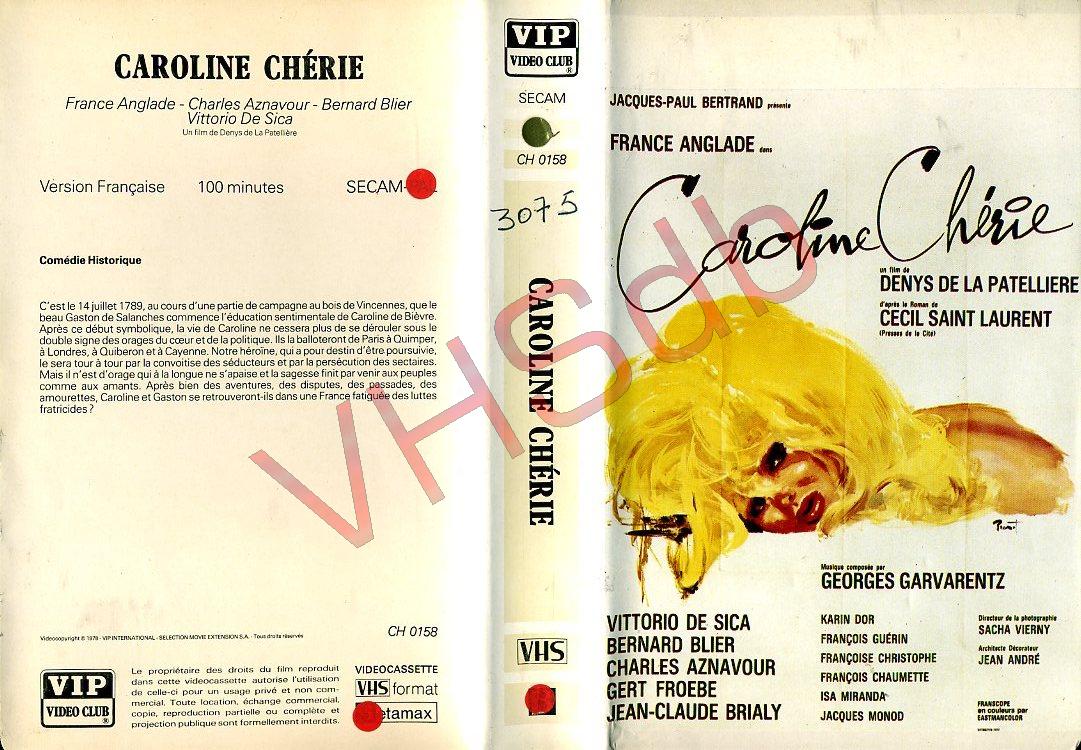 CAROLINE CHÉRIE
France Anglade - Charles Aznavour - Bernard Blier
Vittorio De Sica
Un film de Denys de La Patellière
Version Française 100 minutes SECAM-PAL
Comédie Historique
C'est le 14 juillet 1789, au cours d'une partie de campagne au bois de Vincennes, que le
beau Gaston de Salanches commence l'éducation sentimentale de Caroline de Bièvre.
Après ce début symbolique, la vie de Caroline ne cessera plus de se dérouler sous le
double signe des orages du cœur et de la politique. Ils la balloteront de Paris à Quimper,
à Londres, à Quiberon et à Cayenne. Notre héroïne, qui a pour destin d'être poursuivie,
le sera tour à tour par la convoitise des séducteurs et par la persécution des sectaires.
Mais il n'est d'orage qui à la longue ne s'apaise et la sagesse finit par venir aux peuples
comme aux amants. Après bien des aventures, des disputes, des passades, des
amourettes, Caroline et Gaston se retrouveront-ils dans une France fatiguée des luttes
fratricides ?
Videocopyright © 1979 - VIP INTERNATIONAL - SELECTION MOVIE EXTENSION S.A. - Tous droits réservés
CH 0158
VIP
VIDEO CLUB ®
Le propriétaire des droits du film reproduit
dans cette videocassette autorise l'utilisation
de celle-ci pour un usage privé et non com-
mercial. Toute location, échange commercial,
copie, reproduction partielle ou complète et
projection publique sont formellement interdits.
VIDEOCASSETTE
VHS format
etamax
VIP
VIDEO CLUB ®
SECAM
CH 0158
3075
CAROLINE CHÉRIE
VHS
JACQUES-PAUL BERTRAND présente
FRANCE ANGLADE dans
Caroline Chérie
un film de
DENYS DE LA PATELLIERE
d'après le Roman de
CECIL SAINT LAURENT
(Presses de la Cité)
Musique composée par
GEORGES GARVARENTZ
VITTORIO DE SICA
BERNARD BLIER
CHARLES AZNAVOUR
GERT FROEBE
JEAN-CLAUDE BRIALY
KARIN DOR
FRANÇOIS GUÉRIN
FRANÇOISE CHRISTOPHE
FRANÇOIS CHAUMETTE
ISA MIRANDA
JACQUES MONOD
Directeur de la photographie
SACHA VIERNY
Architecte Décorateur
JEAN ANDRÉ
FRANSCOPE
en couleurs par
EASTMANCOLOR
VHSdb